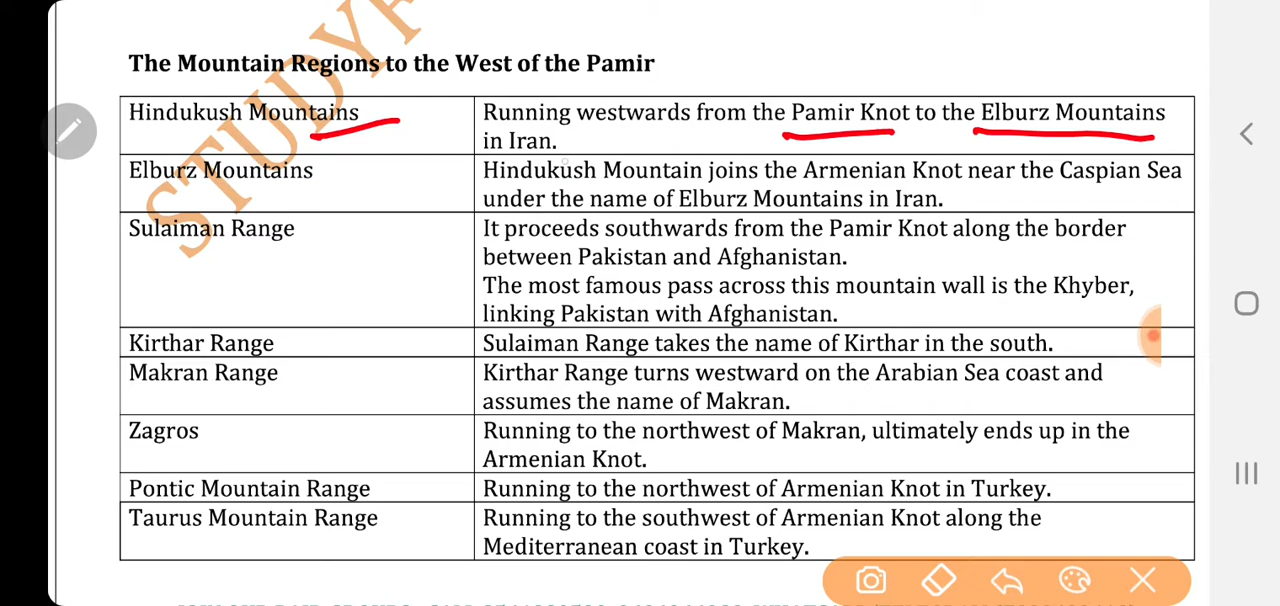 The Mountain Regions to the West of the Pamir
Hindukush Mountains
Running westwards from the Pamir Knot to the Elburz Mountains
in Iran.
Elburz Mountains
Hindukush Mountain joins the Armenian Knot near the Caspian Sea
under the name of Elburz Mountains in Iran.
Sulaiman Range
It proceeds southwards from the Pamir Knot along the border
between Pakistan and Afghanistan.
The most famous pass across this mountain wall is the Khyber,
linking Pakistan with Afghanistan.
Kirthar Range
Sulaiman Range takes the name of Kirthar in the south.
Makran Range
Kirthar Range turns westward on the Arabian Sea coast and
assumes the name of Makran.
Zagros
Running to the northwest of Makran, ultimately ends up in the
Armenian Knot.
Pontic Mountain Range
Running to the northwest of Armenian Knot in Turkey.
Taurus Mountain Range
Running to the southwest of Armenian Knot along the
Mediterranean coast in Turkey.